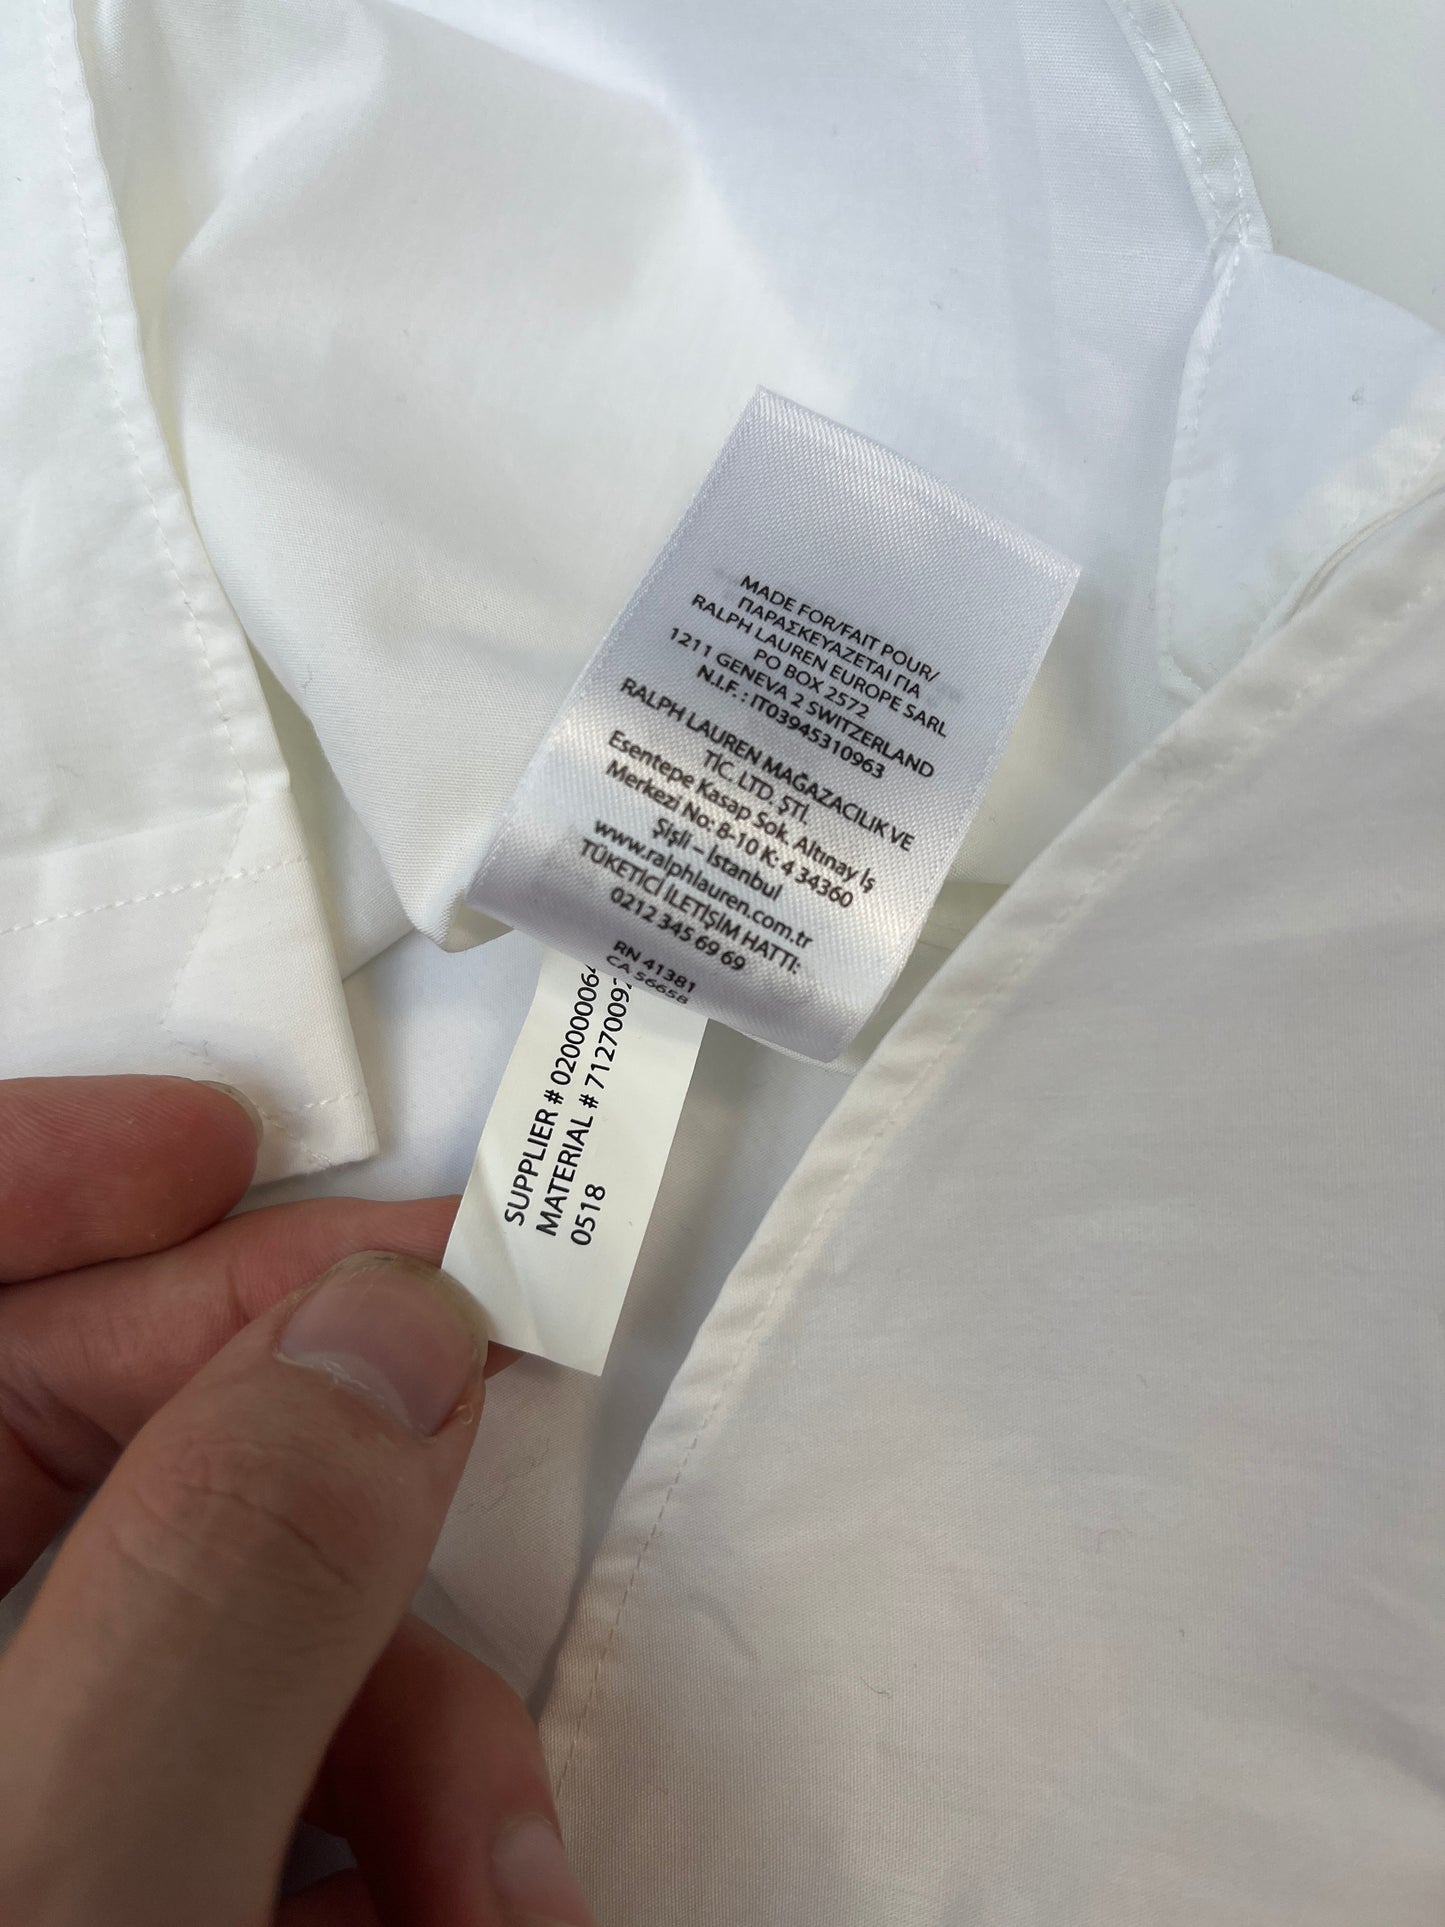 MADE FOR/FAIT POUR/
ΠΑΡΑΣΚΕΥΑΖΕΤΑΙ ΓΙΑ
RALPH LAUREN EUROPE SARL
PO BOX 2572
1211 GENEVA 2 SWITZERLAND
N.I.F. : IT03945310963
RALPH LAUREN MAĞAZACILIK VE
TİC. LTD. ŞTİ.
Esentepe Kasap Sok. Altınay İş
Merkezi No: 8-10 K: 4 34360
Şişli – İstanbul
www.ralphlauren.com.tr
TÜKETİCİ İLETİŞİM HATTI:
0212 345 69 69
RN 41381
CA 56658
SUPPLIER # 02000006
MATERIAL # 7127009
0518